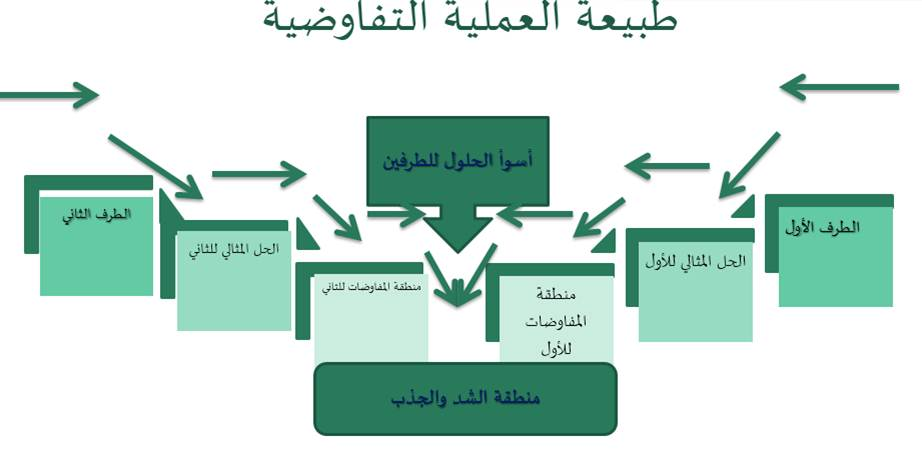 طبيعة العملية التفاوضية
أسوأ الحلول للطرفين
الطرف الأول
الحل المثالي للأول
منطقة
المفاوضات
للأول
منطقة المفاوضات للثاني
الحل المثالي للثاني
الطرف الثاني
منطقة الشد والجذب